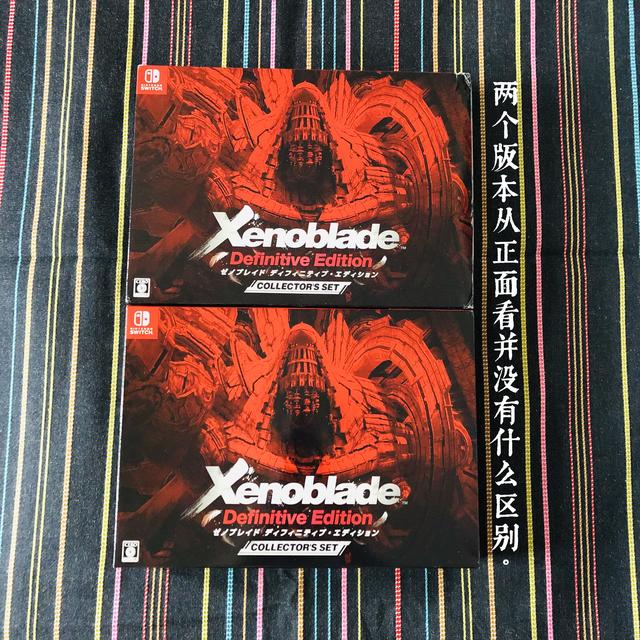 NINTENDO
SWITCH
Xenoblade
Definitive Edition
ゼノブレイド ディフィニティブ・エディション
COLLECTOR'S SET
NINTENDO
SWITCH
Xenoblade
Definitive Edition
ゼノブレイド ディフィニティブ・エディション
COLLECTOR'S SET
两个版本从正面看并没有什么区别。